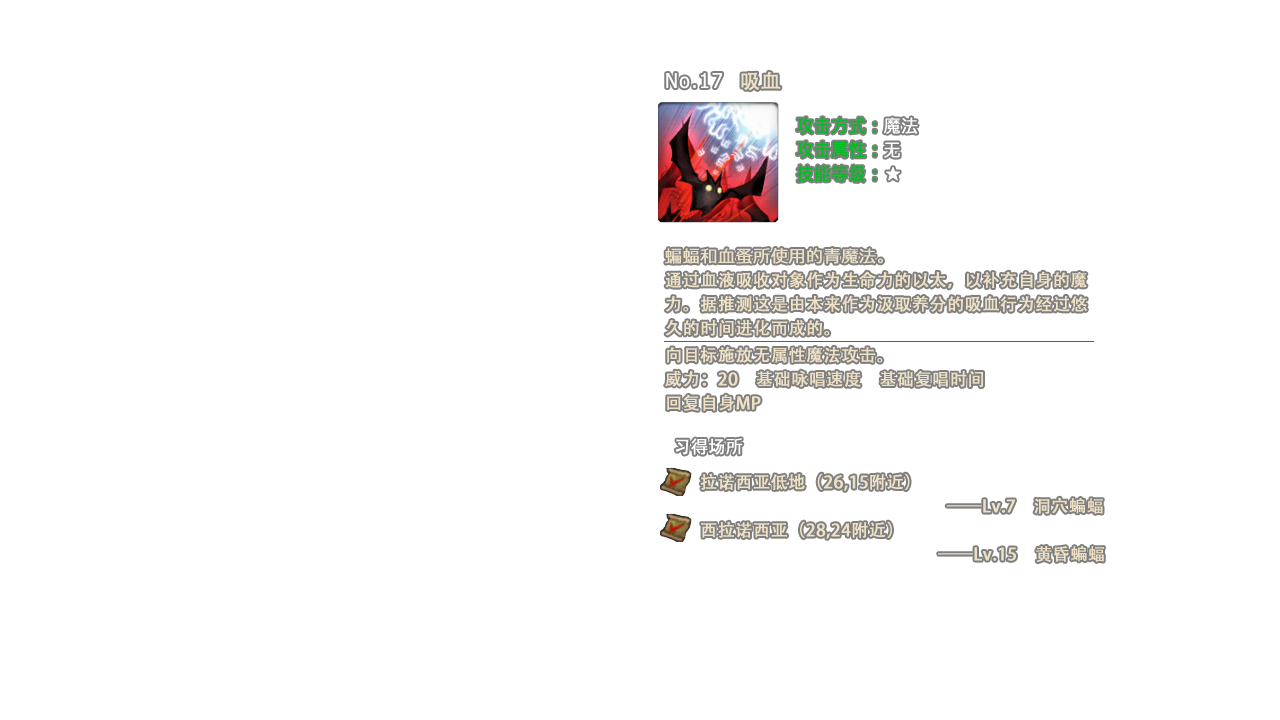 No.17 吸血
攻击方式：魔法
攻击属性：无
技能等级：☆
蝙蝠和血蚤所使用的青魔法。
通过血液吸收对象作为生命力的以太，以补充自身的魔
力。据推测这是由本来作为汲取养分的吸血行为经过悠
久的时间进化而成的。
向目标施放无属性魔法攻击。
威力：20 基础咏唱速度 基础复唱时间
回复自身MP
习得场所
拉诺西亚低地（26,15附近）
——Lv.7 洞穴蝙蝠
西拉诺西亚（28,24附近）
——Lv.15 黄昏蝙蝠